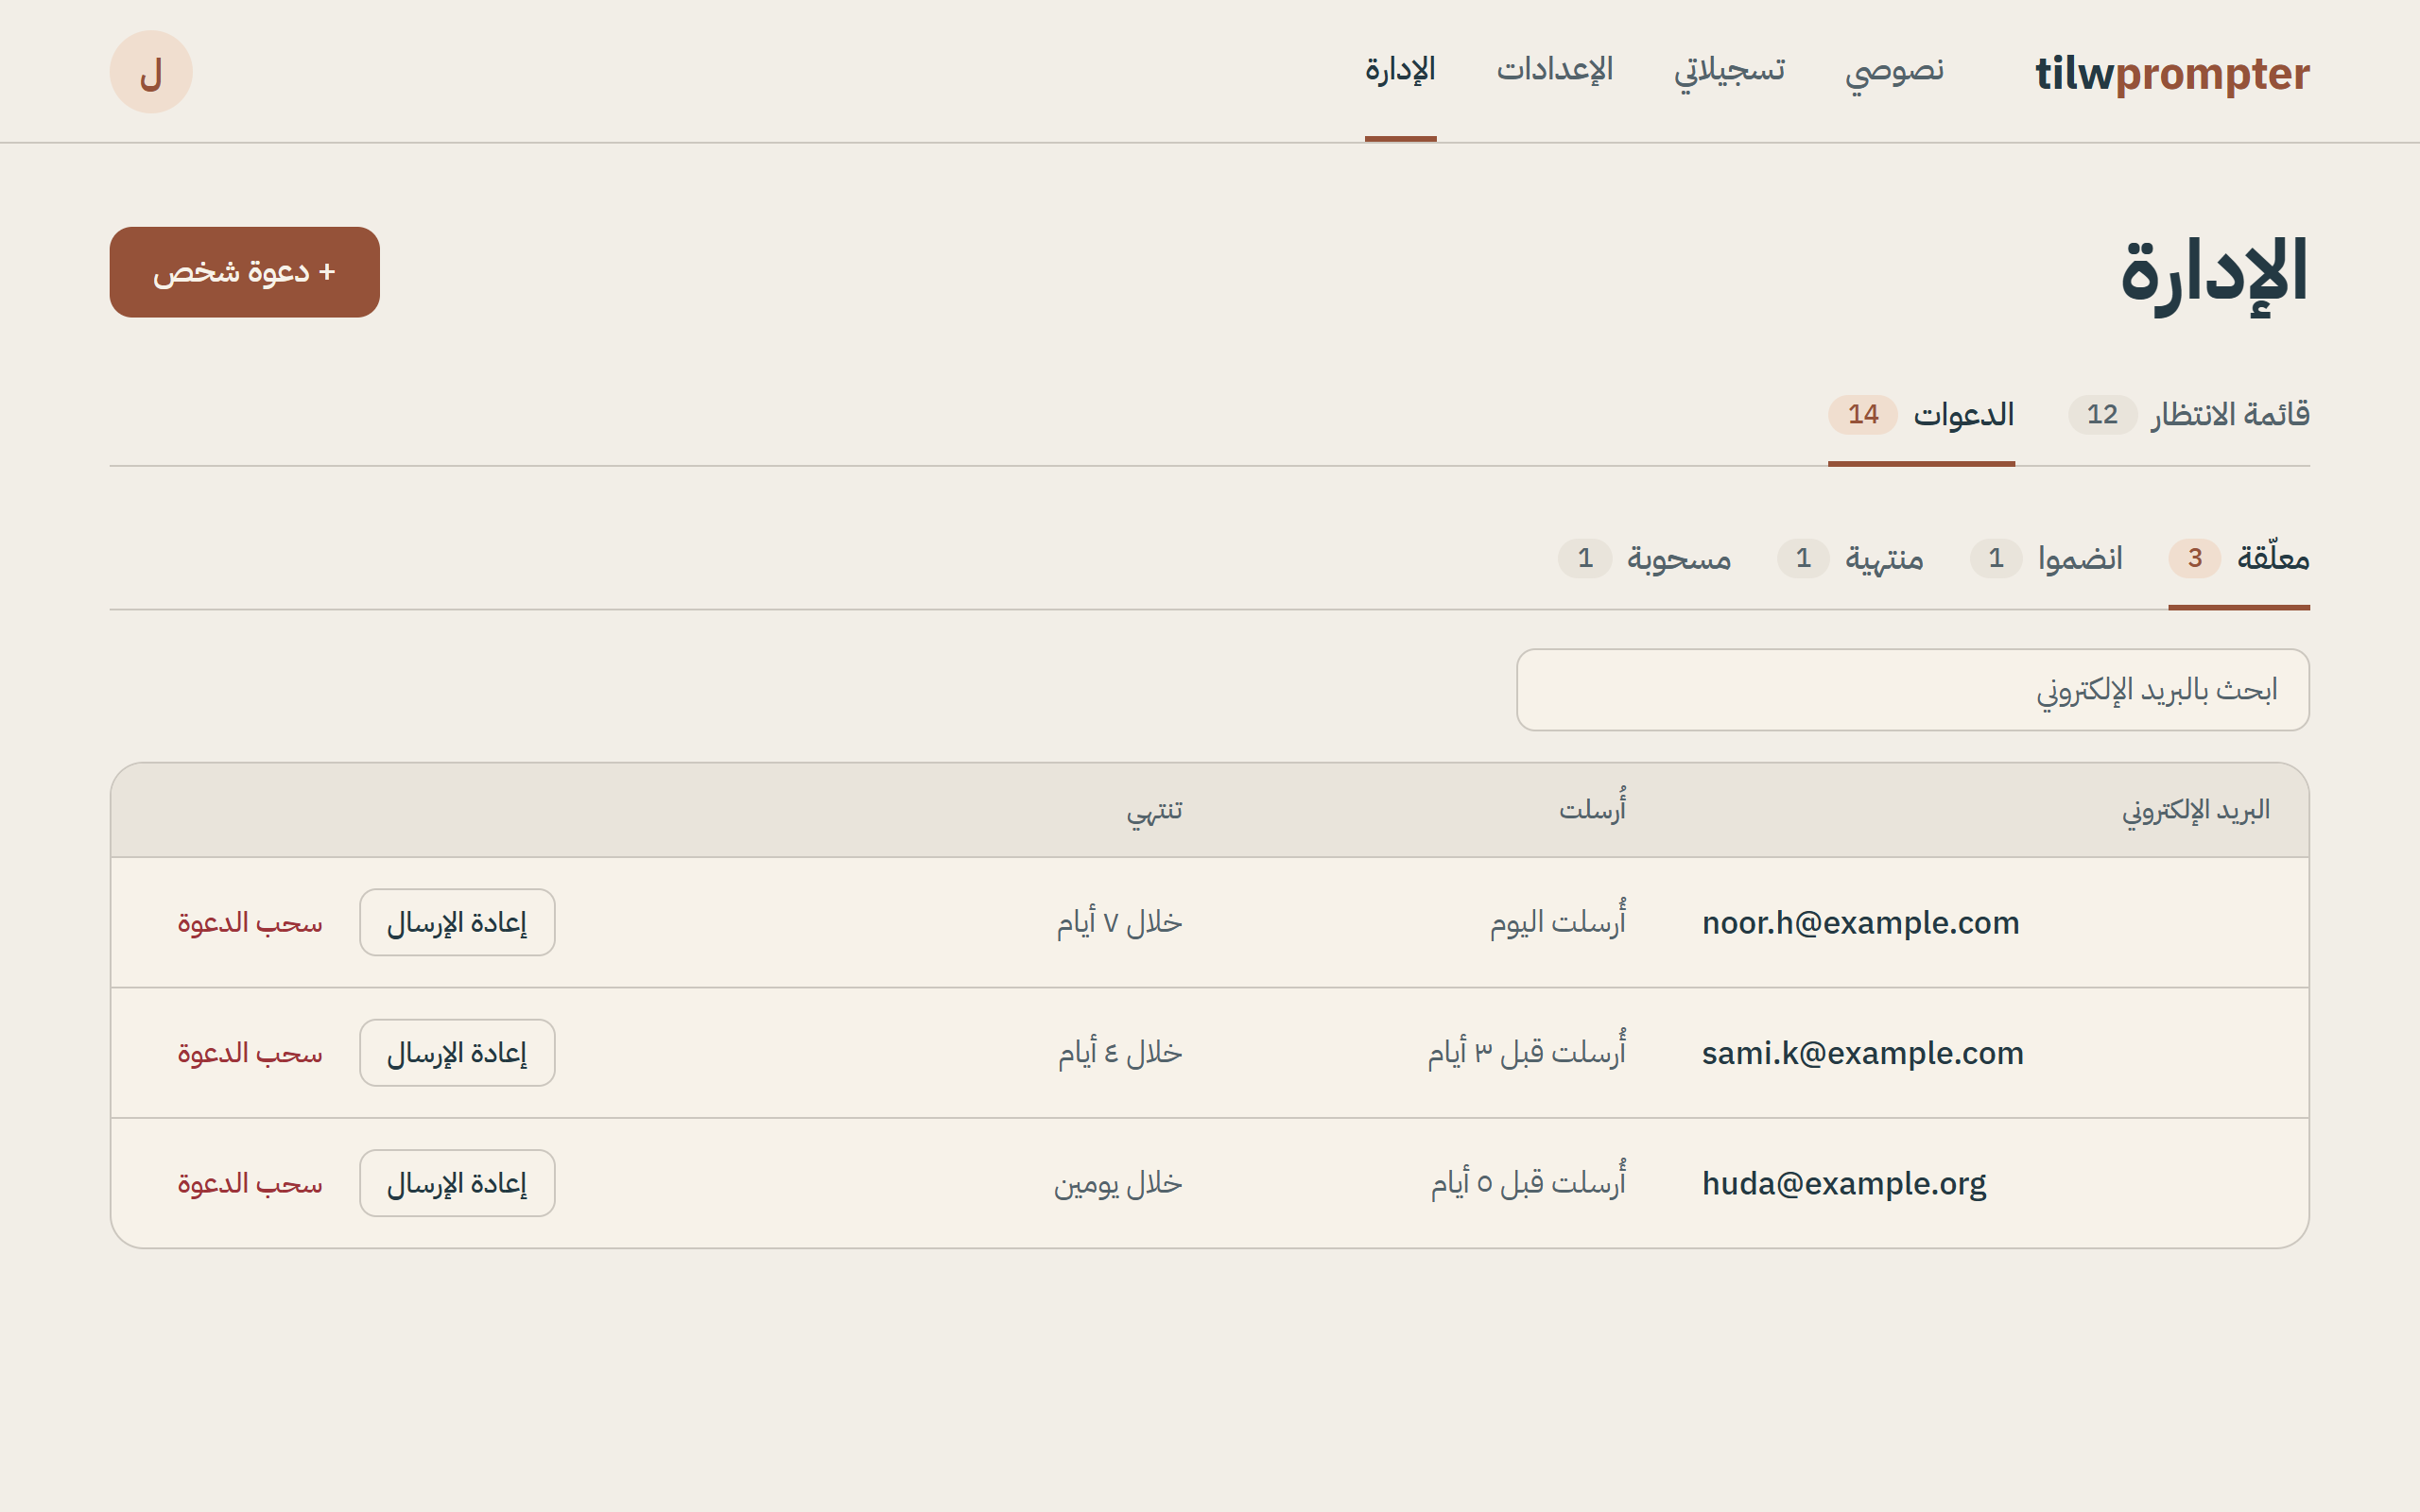 tilwprompter نصوصي تسجيلاتي الإعدادات الإدارة ل
الإدارة + دعوة شخص
قائمة الانتظار 12 الدعوات 14
معلّقة 3 انضموا 1 منتهية 1 مسحوبة 1
ابحث بالبريد الإلكتروني
البريد الإلكتروني أُرسلت تنتهي
noor.h@example.com أُرسلت اليوم خلال ٧ أيام إعادة الإرسال سحب الدعوة
sami.k@example.com أُرسلت قبل ٣ أيام خلال ٤ أيام إعادة الإرسال سحب الدعوة
huda@example.org أُرسلت قبل ٥ أيام خلال يومين إعادة الإرسال سحب الدعوة